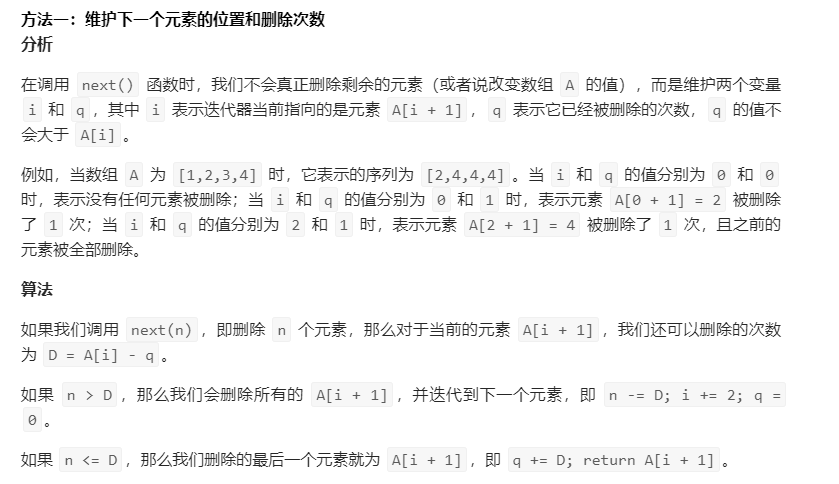 方法一：维护下一个元素的位置和删除次数
分析
在调用 next() 函数时，我们不会真正删除剩余的元素（或者说改变数组 A 的值），而是维护两个变量
i 和 q ，其中 i 表示迭代器当前指向的是元素 A[i + 1] ，q 表示它已经被删除的次数，q 的值不
会大于 A[i] 。
例如，当数组 A 为 [1,2,3,4] 时，它表示的序列为 [2,4,4,4] 。当 i 和 q 的值分别为 0 和 0
时，表示没有任何元素被删除；当 i 和 q 的值分别为 0 和 1 时，表示元素 A[0 + 1] = 2 被删除
了 1 次；当 i 和 q 的值分别为 2 和 1 时，表示元素 A[2 + 1] = 4 被删除了 1 次，且之前的
元素被全部删除。
算法
如果我们调用 next(n) ，即删除 n 个元素，那么对于当前的元素 A[i + 1] ，我们还可以删除的次数
为 D = A[i] - q 。
如果 n > D ，那么我们会删除所有的 A[i + 1] ，并迭代到下一个元素，即 n -= D; i += 2; q =
0 。
如果 n <= D ，那么我们删除的最后一个元素就为 A[i + 1] ，即 q += D; return A[i + 1] 。